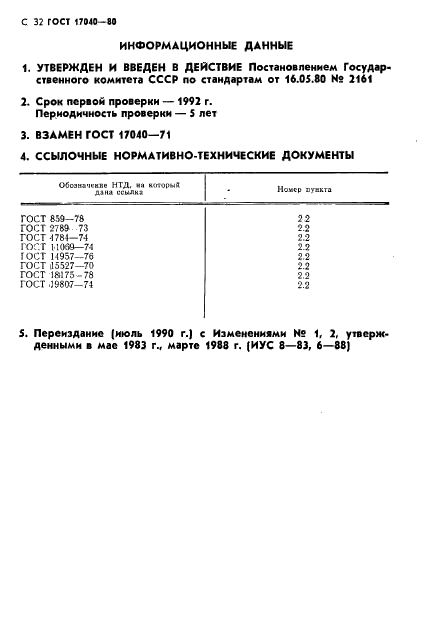 С 32 ГОСТ 17040—80
ИНФОРМАЦИОННЫЕ ДАННЫЕ
1. УТВЕРЖДЕН И ВВЕДЕН В ДЕЙСТВИЕ Постановлением Государ-
ственного комитета СССР по стандартам от 16.05.80 № 2161
2. Срок первой проверки — 1992 г.
Периодичность проверки — 5 лет
3. ВЗАМЕН ГОСТ 17040—71
4. ССЫЛОЧНЫЕ НОРМАТИВНО-ТЕХНИЧЕСКИЕ ДОКУМЕНТЫ
Обозначение НТД, на который
дана ссылка
Номер пункта
ГОСТ 859—78 2.2
ГОСТ 2789—73 2.2
ГОСТ 4784—74 2.2
ГОСТ 11069—74 2.2
ГОСТ 14957—76 2.2
ГОСТ 15527—70 2.2
ГОСТ 18175—78 2.2
ГОСТ 19807—74 2.2
5. Переиздание (июль 1990 г.) с Изменениями № 1, 2, утверж-
денными в мае 1983 г., марте 1988 г. (ИУС 8—83, 6—88)